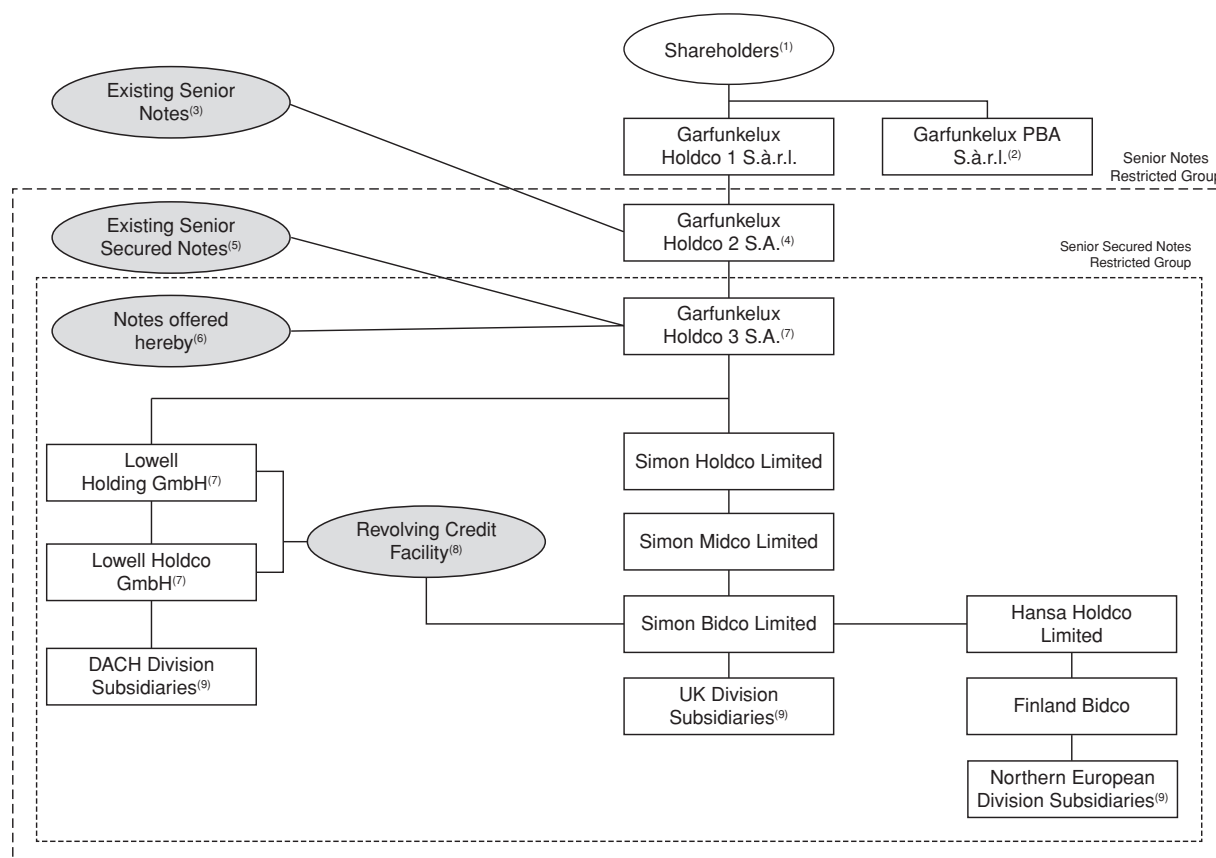 Shareholders(1)
Existing Senior
Notes(3)
Garfunkelux
Holdco 1 S.à.r.l.
Garfunkelux PBA
S.à.r.l.(2)
Senior Notes
Restricted Group
Existing Senior
Secured Notes(5)
Garfunkelux
Holdco 2 S.A.(4)
Senior Secured Notes
Restricted Group
Notes offered
hereby(6)
Garfunkelux
Holdco 3 S.A.(7)
Lowell
Holding GmbH(7)
Simon Holdco Limited
Revolving Credit
Facility(8)
Simon Midco Limited
Lowell Holdco
GmbH(7)
Simon Bidco Limited
Hansa Holdco
Limited
DACH Division
Subsidiaries(9)
UK Division
Subsidiaries(9)
Finland Bidco
Northern European
Division Subsidiaries(9)